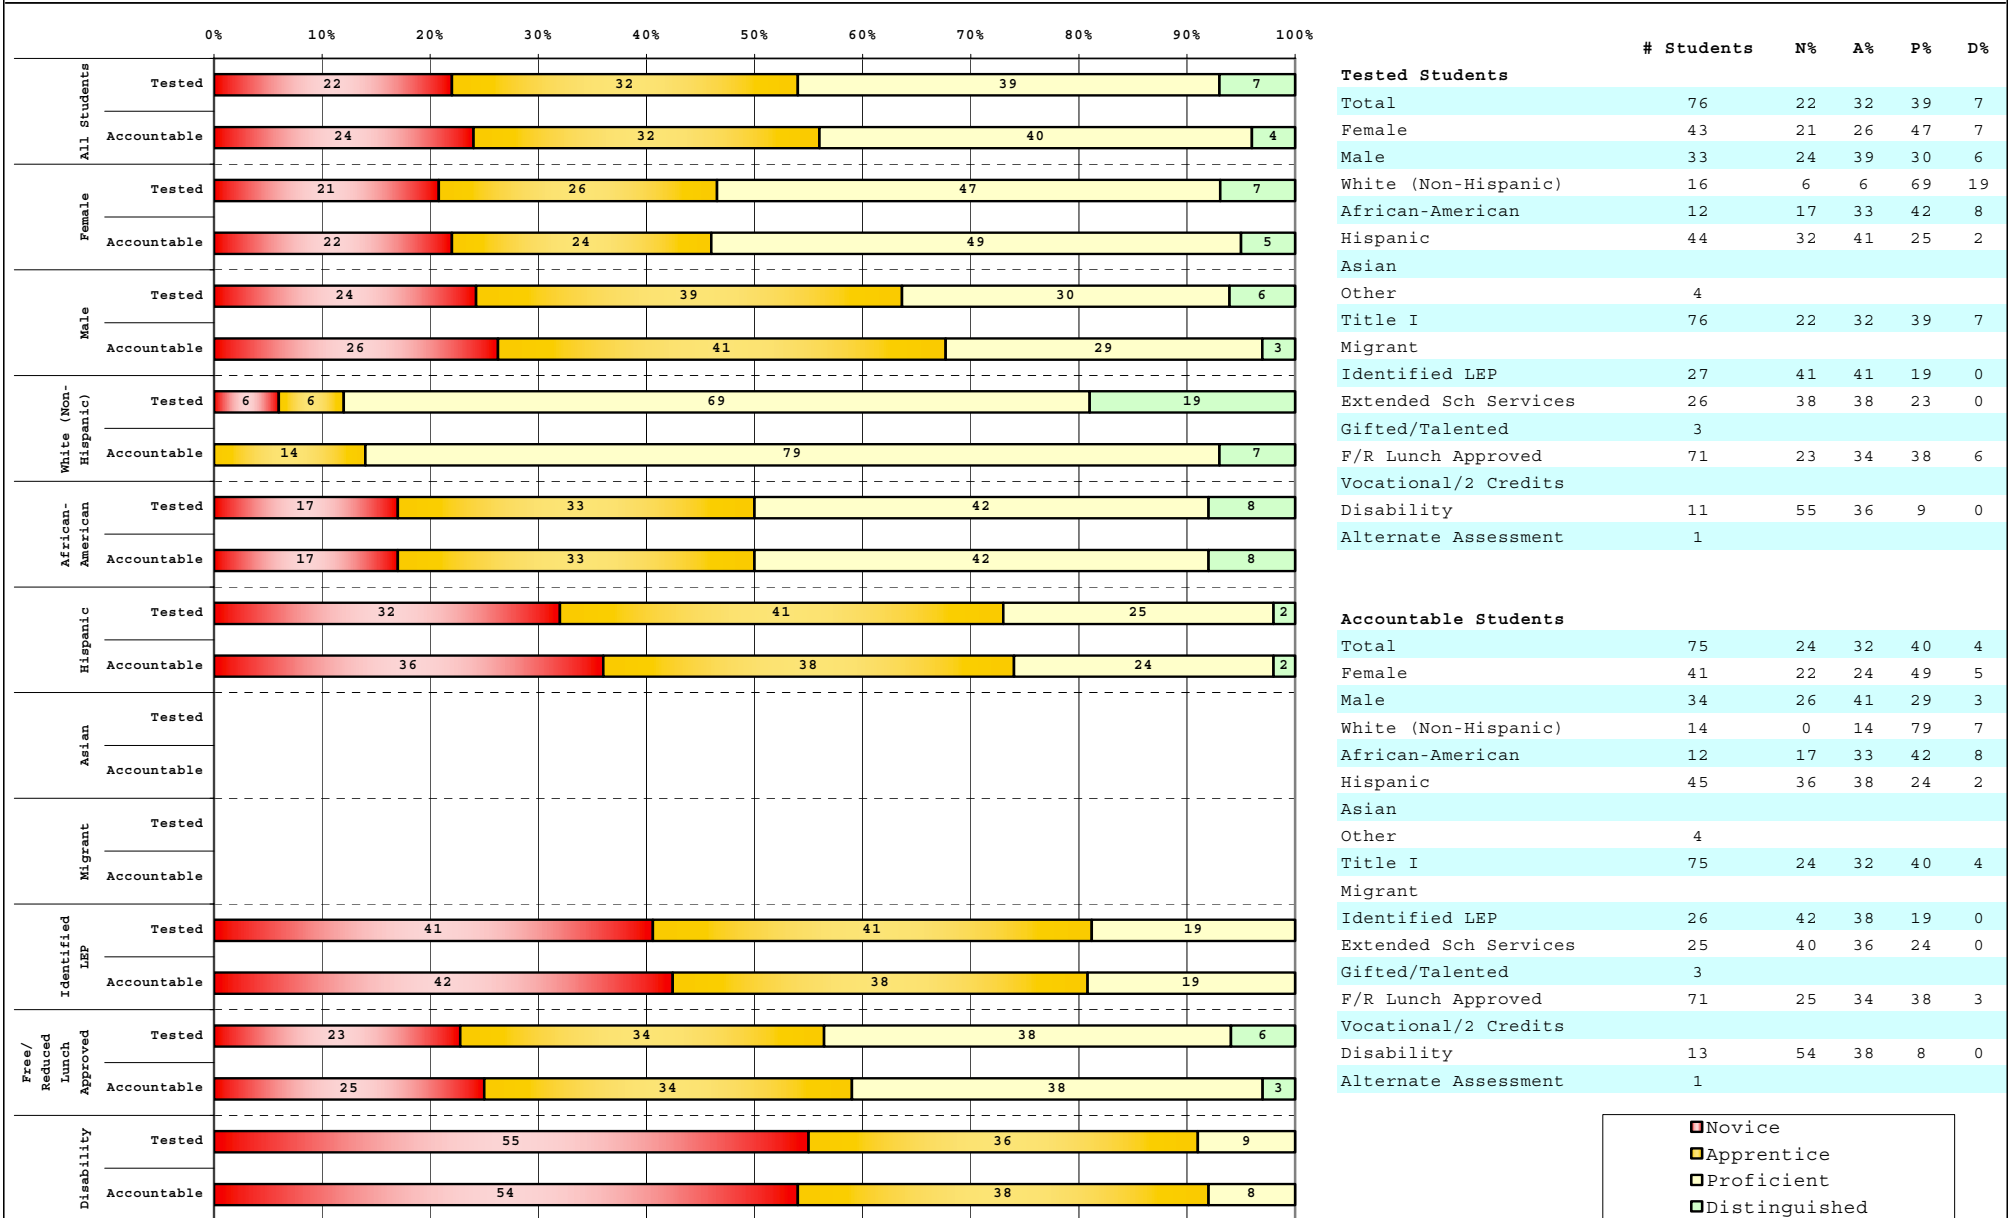 0% 10% 20% 30% 40% 50% 60% 70% 80% 90% 100%
All Students
Tested 22 32 39 7
Accountable 24 32 40 4
Female
Tested 21 26 47 7
Accountable 22 24 49 5
Male
Tested 24 39 30 6
Accountable 26 41 29 3
White (Non-
Hispanic)
Tested 6 6 69 19
Accountable 14 79 7
African-
American
Tested 17 33 42 8
Accountable 17 33 42 8
Hispanic
Tested 32 41 25 2
Accountable 36 38 24 2
Asian
Tested
Accountable
Migrant
Tested
Accountable
Identified
LEP
Tested 41 41 19
Accountable 42 38 19
Free/
Reduced
Lunch
Approved
Tested 23 34 38 6
Accountable 25 34 38 3
Disability
Tested 55 36 9
Accountable 54 38 8
# Students N% A% P% D%
Tested Students
Total 76 22 32 39 7
Female 43 21 26 47 7
Male 33 24 39 30 6
White (Non-Hispanic) 16 6 6 69 19
African-American 12 17 33 42 8
Hispanic 44 32 41 25 2
Asian
Other 4
Title I 76 22 32 39 7
Migrant
Identified LEP 27 41 41 19 0
Extended Sch Services 26 38 38 23 0
Gifted/Talented 3
F/R Lunch Approved 71 23 34 38 6
Vocational/2 Credits
Disability 11 55 36 9 0
Alternate Assessment 1
Accountable Students
Total 75 24 32 40 4
Female 41 22 24 49 5
Male 34 26 41 29 3
White (Non-Hispanic) 14 0 14 79 7
African-American 12 17 33 42 8
Hispanic 45 36 38 24 2
Asian
Other 4
Title I 75 24 32 40 4
Migrant
Identified LEP 26 42 38 19 0
Extended Sch Services 25 40 36 24 0
Gifted/Talented 3
F/R Lunch Approved 71 25 34 38 3
Vocational/2 Credits
Disability 13 54 38 8 0
Alternate Assessment 1
Novice
Apprentice
Proficient
Distinguished